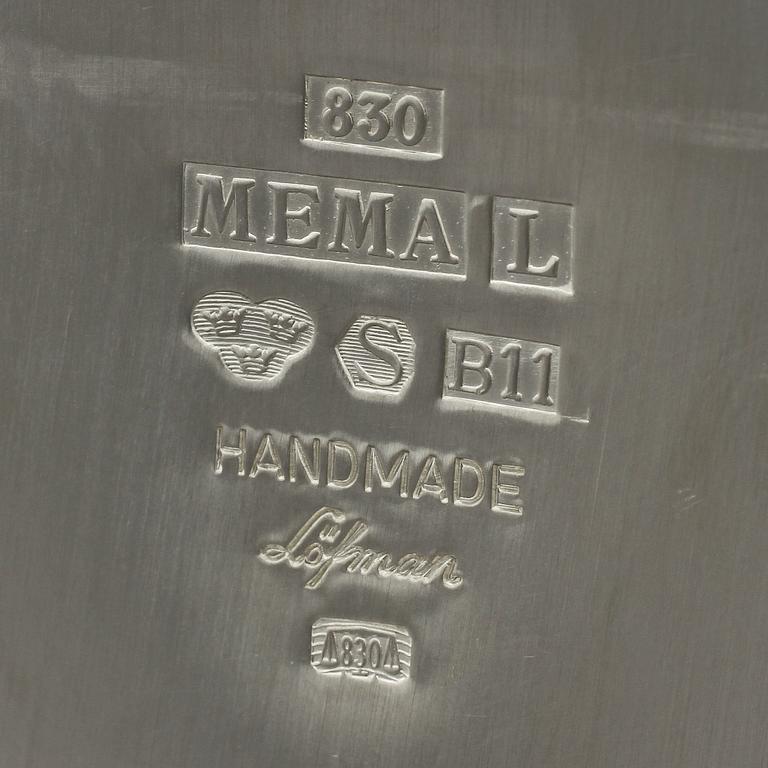 830
MEMA L
S B11
HANDMADE
Löfman
830